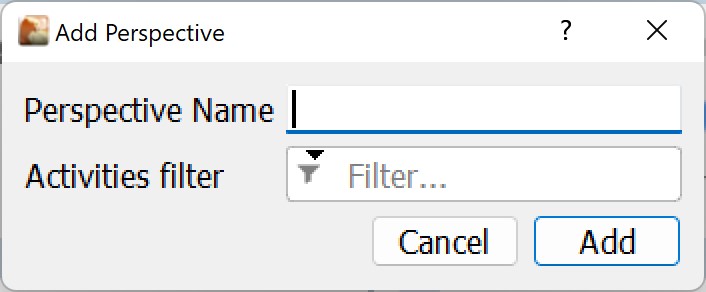 Add Perspective ?
Perspective Name
Activities filter Filter...
Cancel Add